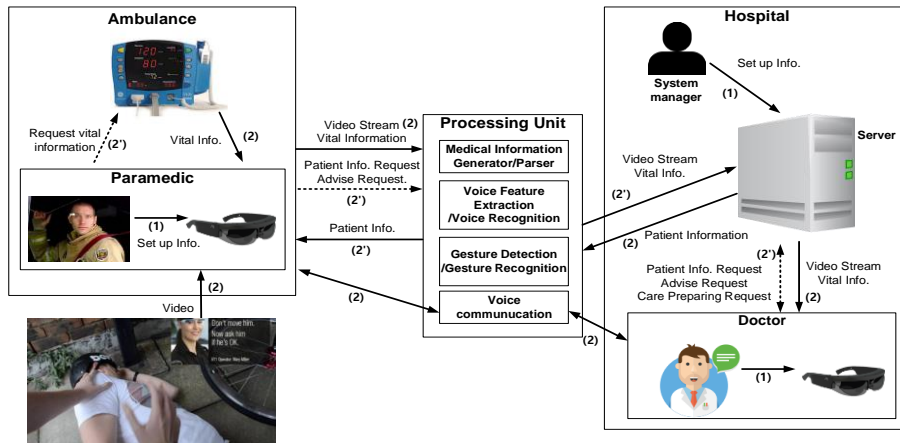 Ambulance
120
80
72
Request vital
information
(2')
Vital Info.
(2)
Paramedic
(1)
Set up Info.
(2)
Video
Don't move him.
Now ask him
if he's OK.
Video Stream (2)
Vital Information
Patient Info. Request
Advise Request.
(2')
Patient Info.
(2')
(2)
Processing Unit
Medical Information
Generator/Parser
Voice Feature
Extraction
/Voice Recognition
Gesture Detection
/Gesture Recognition
Voice
communucation
Video Stream
Vital Info.
(2')
(2)
Patient Information
(2)
Hospital
System
manager
Set up Info.
(1)
Server
(2')
Patient Info. Request
Advise Request
Care Preparing Request
Video Stream
Vital Info.
(2)
Doctor
(1)